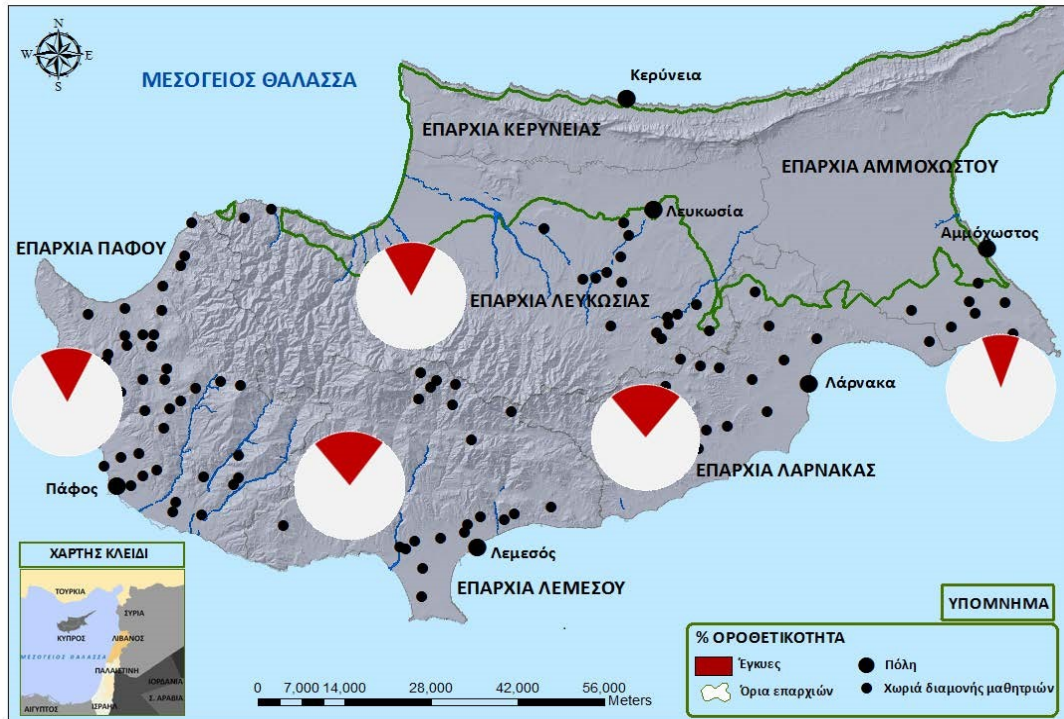 N
W E
S
ΜΕΣΟΓΕΙΟΣ ΘΑΛΑΣΣΑ
Κερύνεια
ΕΠΑΡΧΙΑ ΚΕΡΥΝΕΙΑΣ
ΕΠΑΡΧΙΑ ΑΜΜΟΧΩΣΤΟΥ
Λευκωσία
Αμμόχωστος
ΕΠΑΡΧΙΑ ΠΑΦΟΥ
ΕΠΑΡΧΙΑ ΛΕΥΚΩΣΙΑΣ
Λάρνακα
ΕΠΑΡΧΙΑ ΛΑΡΝΑΚΑΣ
Πάφος
Λεμεσός
ΕΠΑΡΧΙΑ ΛΕΜΕΣΟΥ
ΧΑΡΤΗΣ ΚΛΕΙΔΙ
ΤΟΥΡΚΙΑ
ΣΥΡΙΑ
ΚΥΠΡΟΣ
ΛΙΒΑΝΟΣ
ΜΕΣΟΓΕΙΟΣ ΘΑΛΑΣΣΑ
ΠΑΛΑΙΣΤΙΝΗ
ΙΟΡΔΑΝΙΑ
Σ. ΑΡΑΒΙΑ
ΑΙΓΥΠΤΟΣ
ΙΣΡΑΗΛ
0 7,000 14,000 28,000 42,000 56,000
Meters
ΥΠΟΜΝΗΜΑ
% ΟΡΟΘΕΤΙΚΟΤΗΤΑ
Έγκυες
Πόλη
Όρια επαρχιών
Χωριά διαμονής μαθητριών